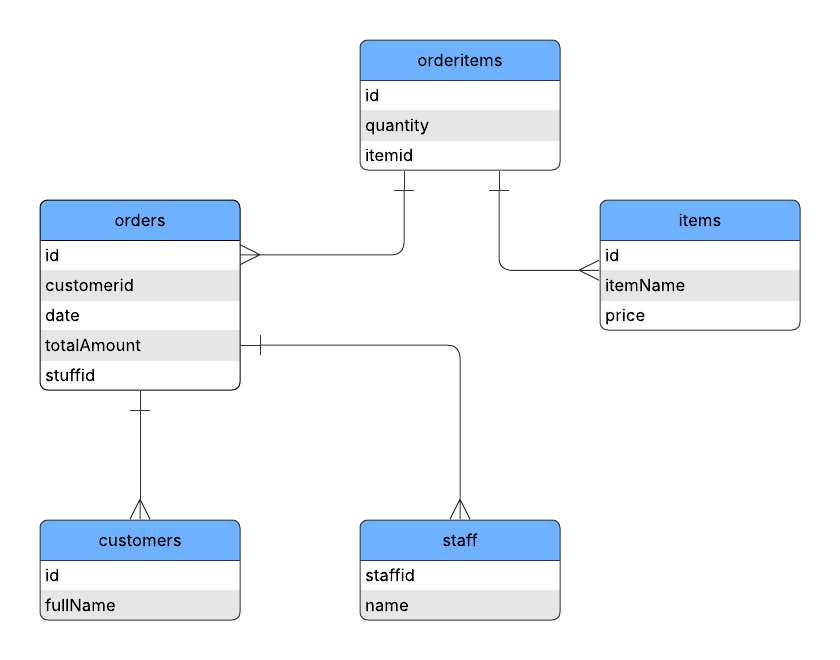 orderitems
id
quantity
itemid
orders
id
customerid
date
totalAmount
stuffid
items
id
itemName
price
customers
id
fullName
staff
staffid
name